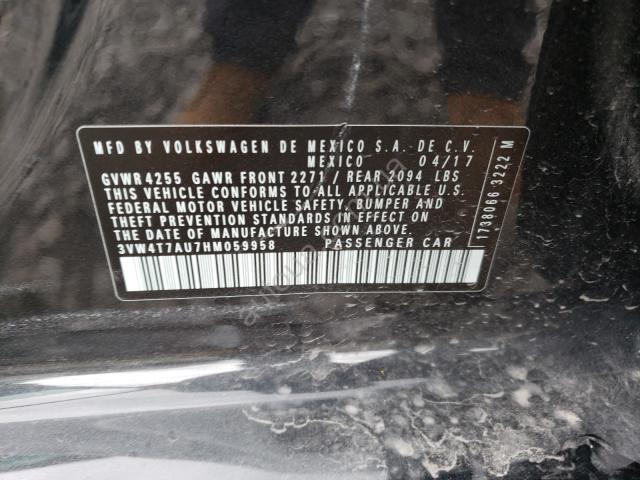 MFD BY VOLKSWAGEN DE MEXICO S.A. DE C.V.
MEXICO 04/17
GVWR 4255 GAWR FRONT 2271 / REAR 2094 LBS
THIS VEHICLE CONFORMS TO ALL APPLICABLE U.S.
FEDERAL MOTOR VEHICLE SAFETY, BUMPER AND
THEFT PREVENTION STANDARDS IN EFFECT ON
THE DATE OF MANUFACTURE SHOWN ABOVE
3VW4T7AU7HM059958 PASSENGER CAR
1738066 3222 M